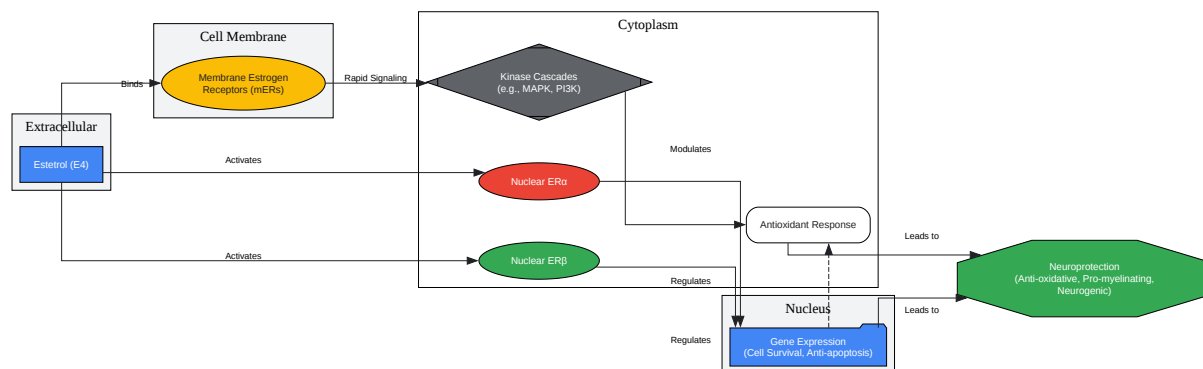 Cytoplasm
Cell Membrane
Membrane Estrogen
Receptors (mERs)
Rapid Signaling
Kinase Cascades
(e.g., MAPK, PI3K)
Binds
Extracellular
Estetrol (E4)
Activates
Modulates
Nuclear ERα
Antioxidant Response
Leads to
Activates
Nuclear ERβ
Regulates
Neuroprotection
(Anti-oxidative, Pro-myelinating,
Neurogenic)
Nucleus
Leads to
Regulates
Gene Expression
(Cell Survival, Anti-apoptosis)